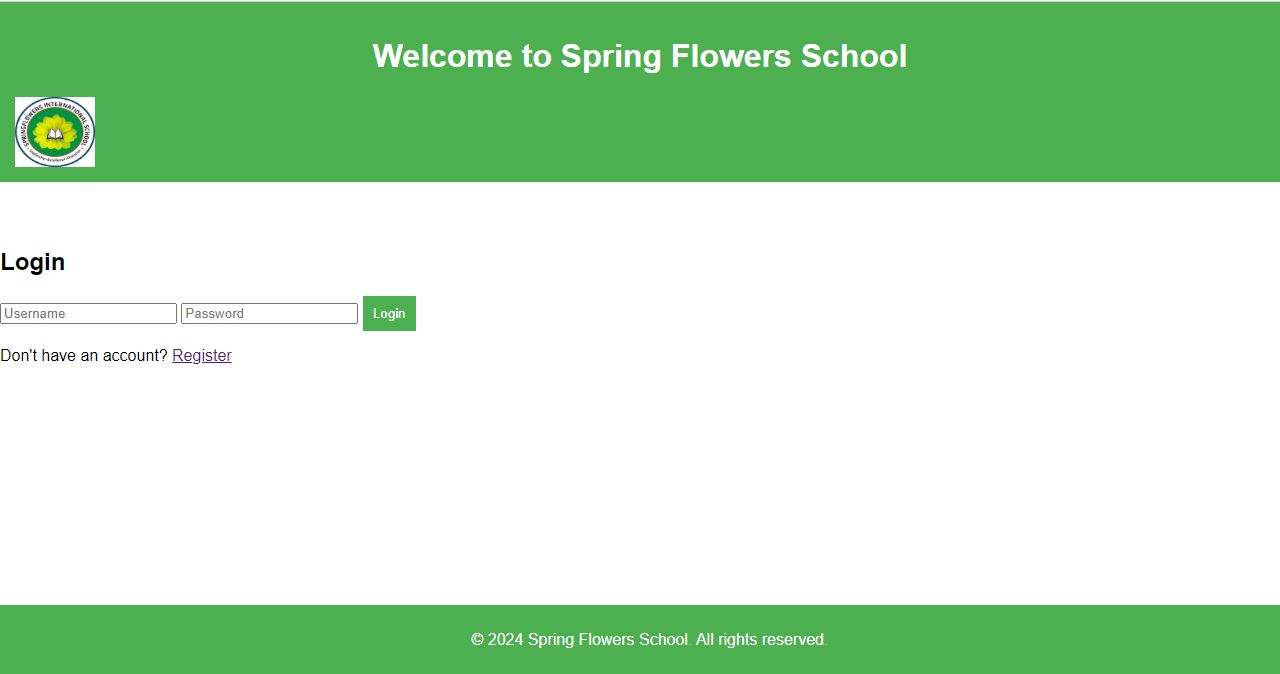 Welcome to Spring Flowers School
SPRINGFLOWERS INTERNATIONAL SCHOOL
Login
Username Password Login
Don't have an account? Register
© 2024 Spring Flowers School. All rights reserved.